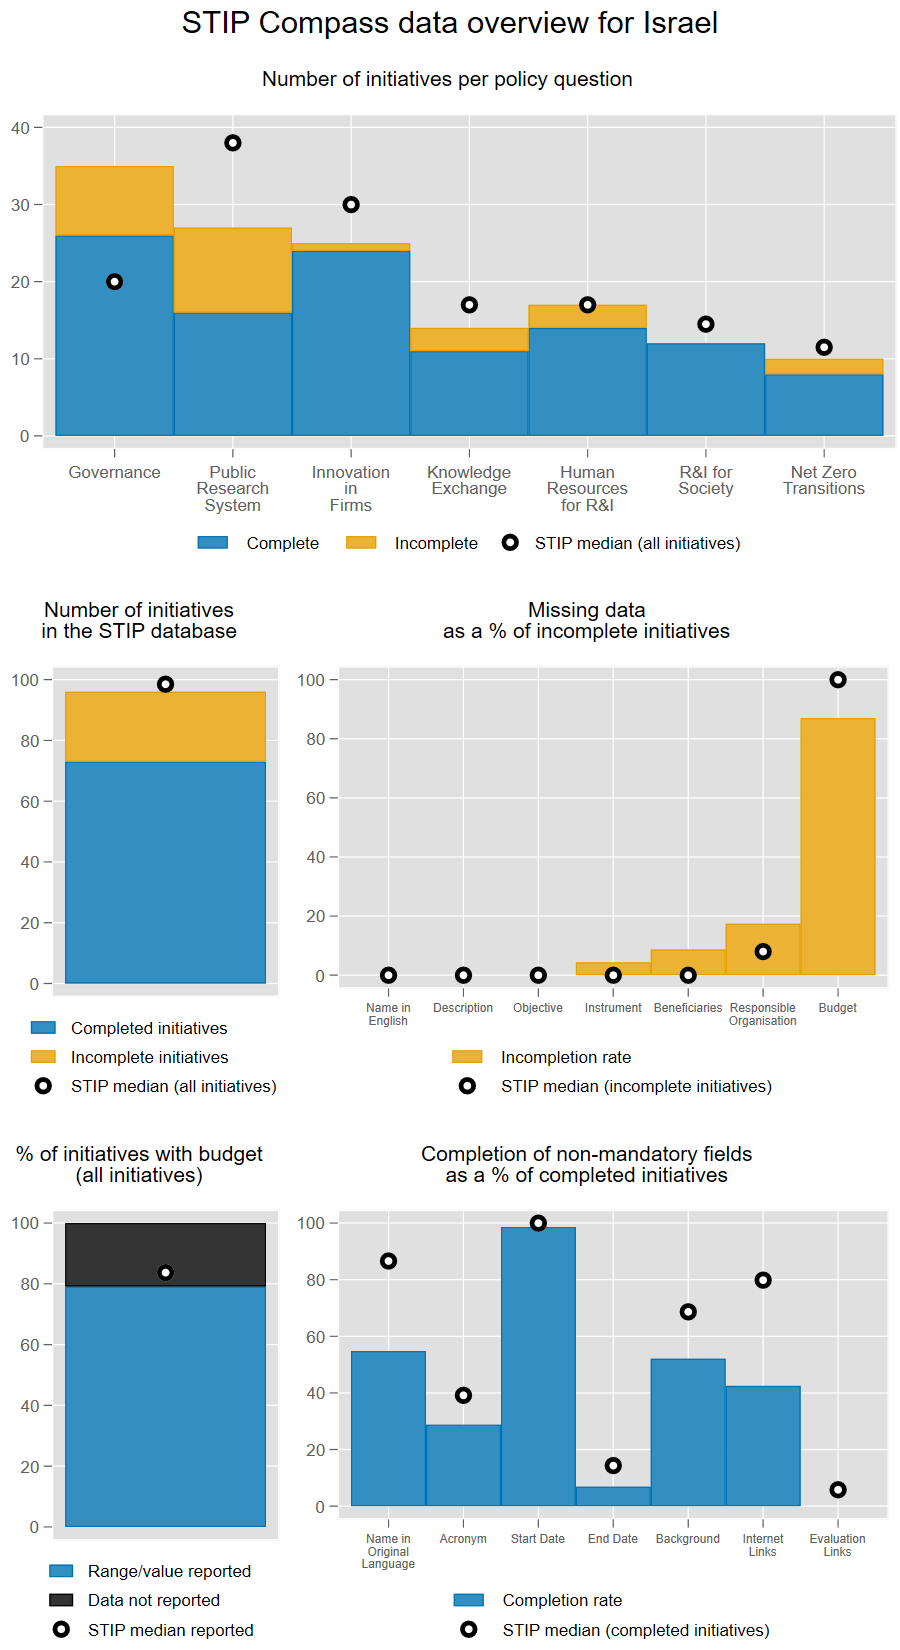 STIP Compass data overview for Israel
Number of initiatives per policy question
40
30
20
10
0
Governance
Public
Research
System
Innovation
in
Firms
Knowledge
Exchange
Human
Resources
for R&I
R&I for
Society
Net Zero
Transitions
Complete
Incomplete
STIP median (all initiatives)
Number of initiatives
in the STIP database
100
80
60
40
20
0
Completed initiatives
Incomplete initiatives
STIP median (all initiatives)
Missing data
as a % of incomplete initiatives
100
80
60
40
20
0
Name in
English
Description
Objective
Instrument
Beneficiaries
Responsible
Organisation
Budget
Incompletion rate
STIP median (incomplete initiatives)
% of initiatives with budget
(all initiatives)
100
80
60
40
20
0
Range/value reported
Data not reported
STIP median reported
Completion of non-mandatory fields
as a % of completed initiatives
100
80
60
40
20
0
Name in
Original
Language
Acronym
Start Date
End Date
Background
Internet
Links
Evaluation
Links
Completion rate
STIP median (completed initiatives)